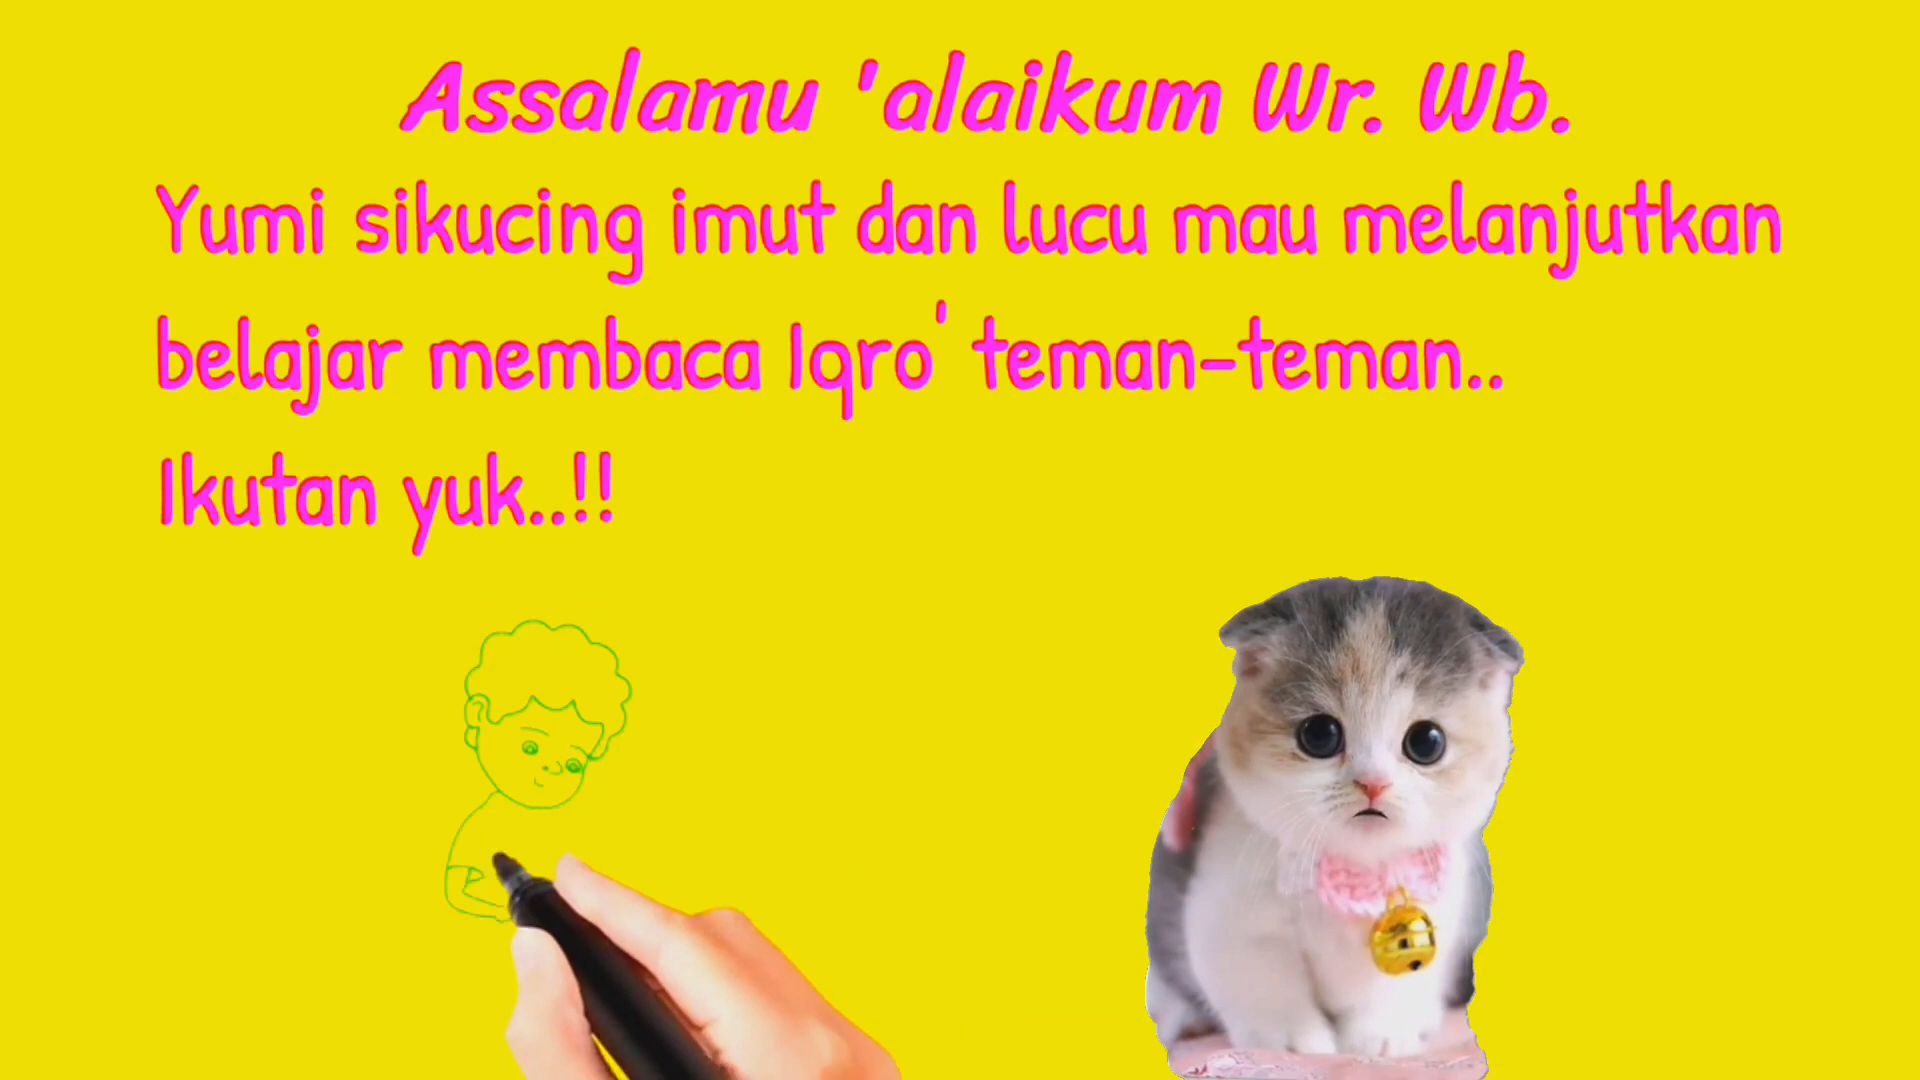 Assalamu 'alaikum Wr. Wb.
Yumi sikucing imut dan lucu mau melanjutkan
belajar membaca Iqro' teman-teman..
Ikutan yuk..!!